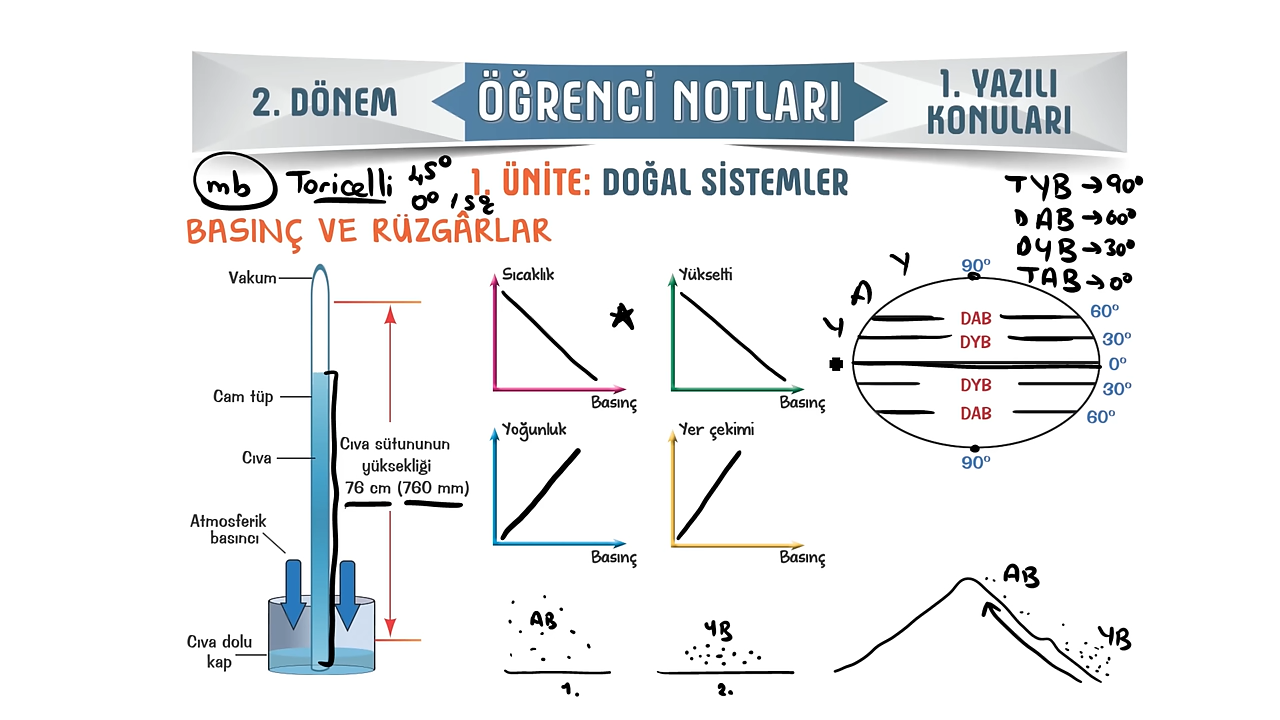 2. DÖNEM
ÖĞRENCİ NOTLARI
1. YAZILI
KONULARI
mb
Toricelli
45°
0°
1. ÜNİTE: DOĞAL SİSTEMLER
BASINÇ VE RÜZGÂRLAR
TYB → 90°
DAB → 60°
DYB → 30°
TAB → 0°
Vakum
Cam tüp
Cıva
Cıva sütununun
yüksekliği
76 cm (760 mm)
Atmosferik
basıncı
Cıva dolu
kap
Sıcaklık
Basınç
Yükselti
Basınç
Yoğunluk
Basınç
Yer çekimi
Basınç
Y
A
Y
90°
DAB
60°
DYB
30°
0°
DYB
30°
DAB
60°
90°
AB
1.
YB
2.
AB
YB